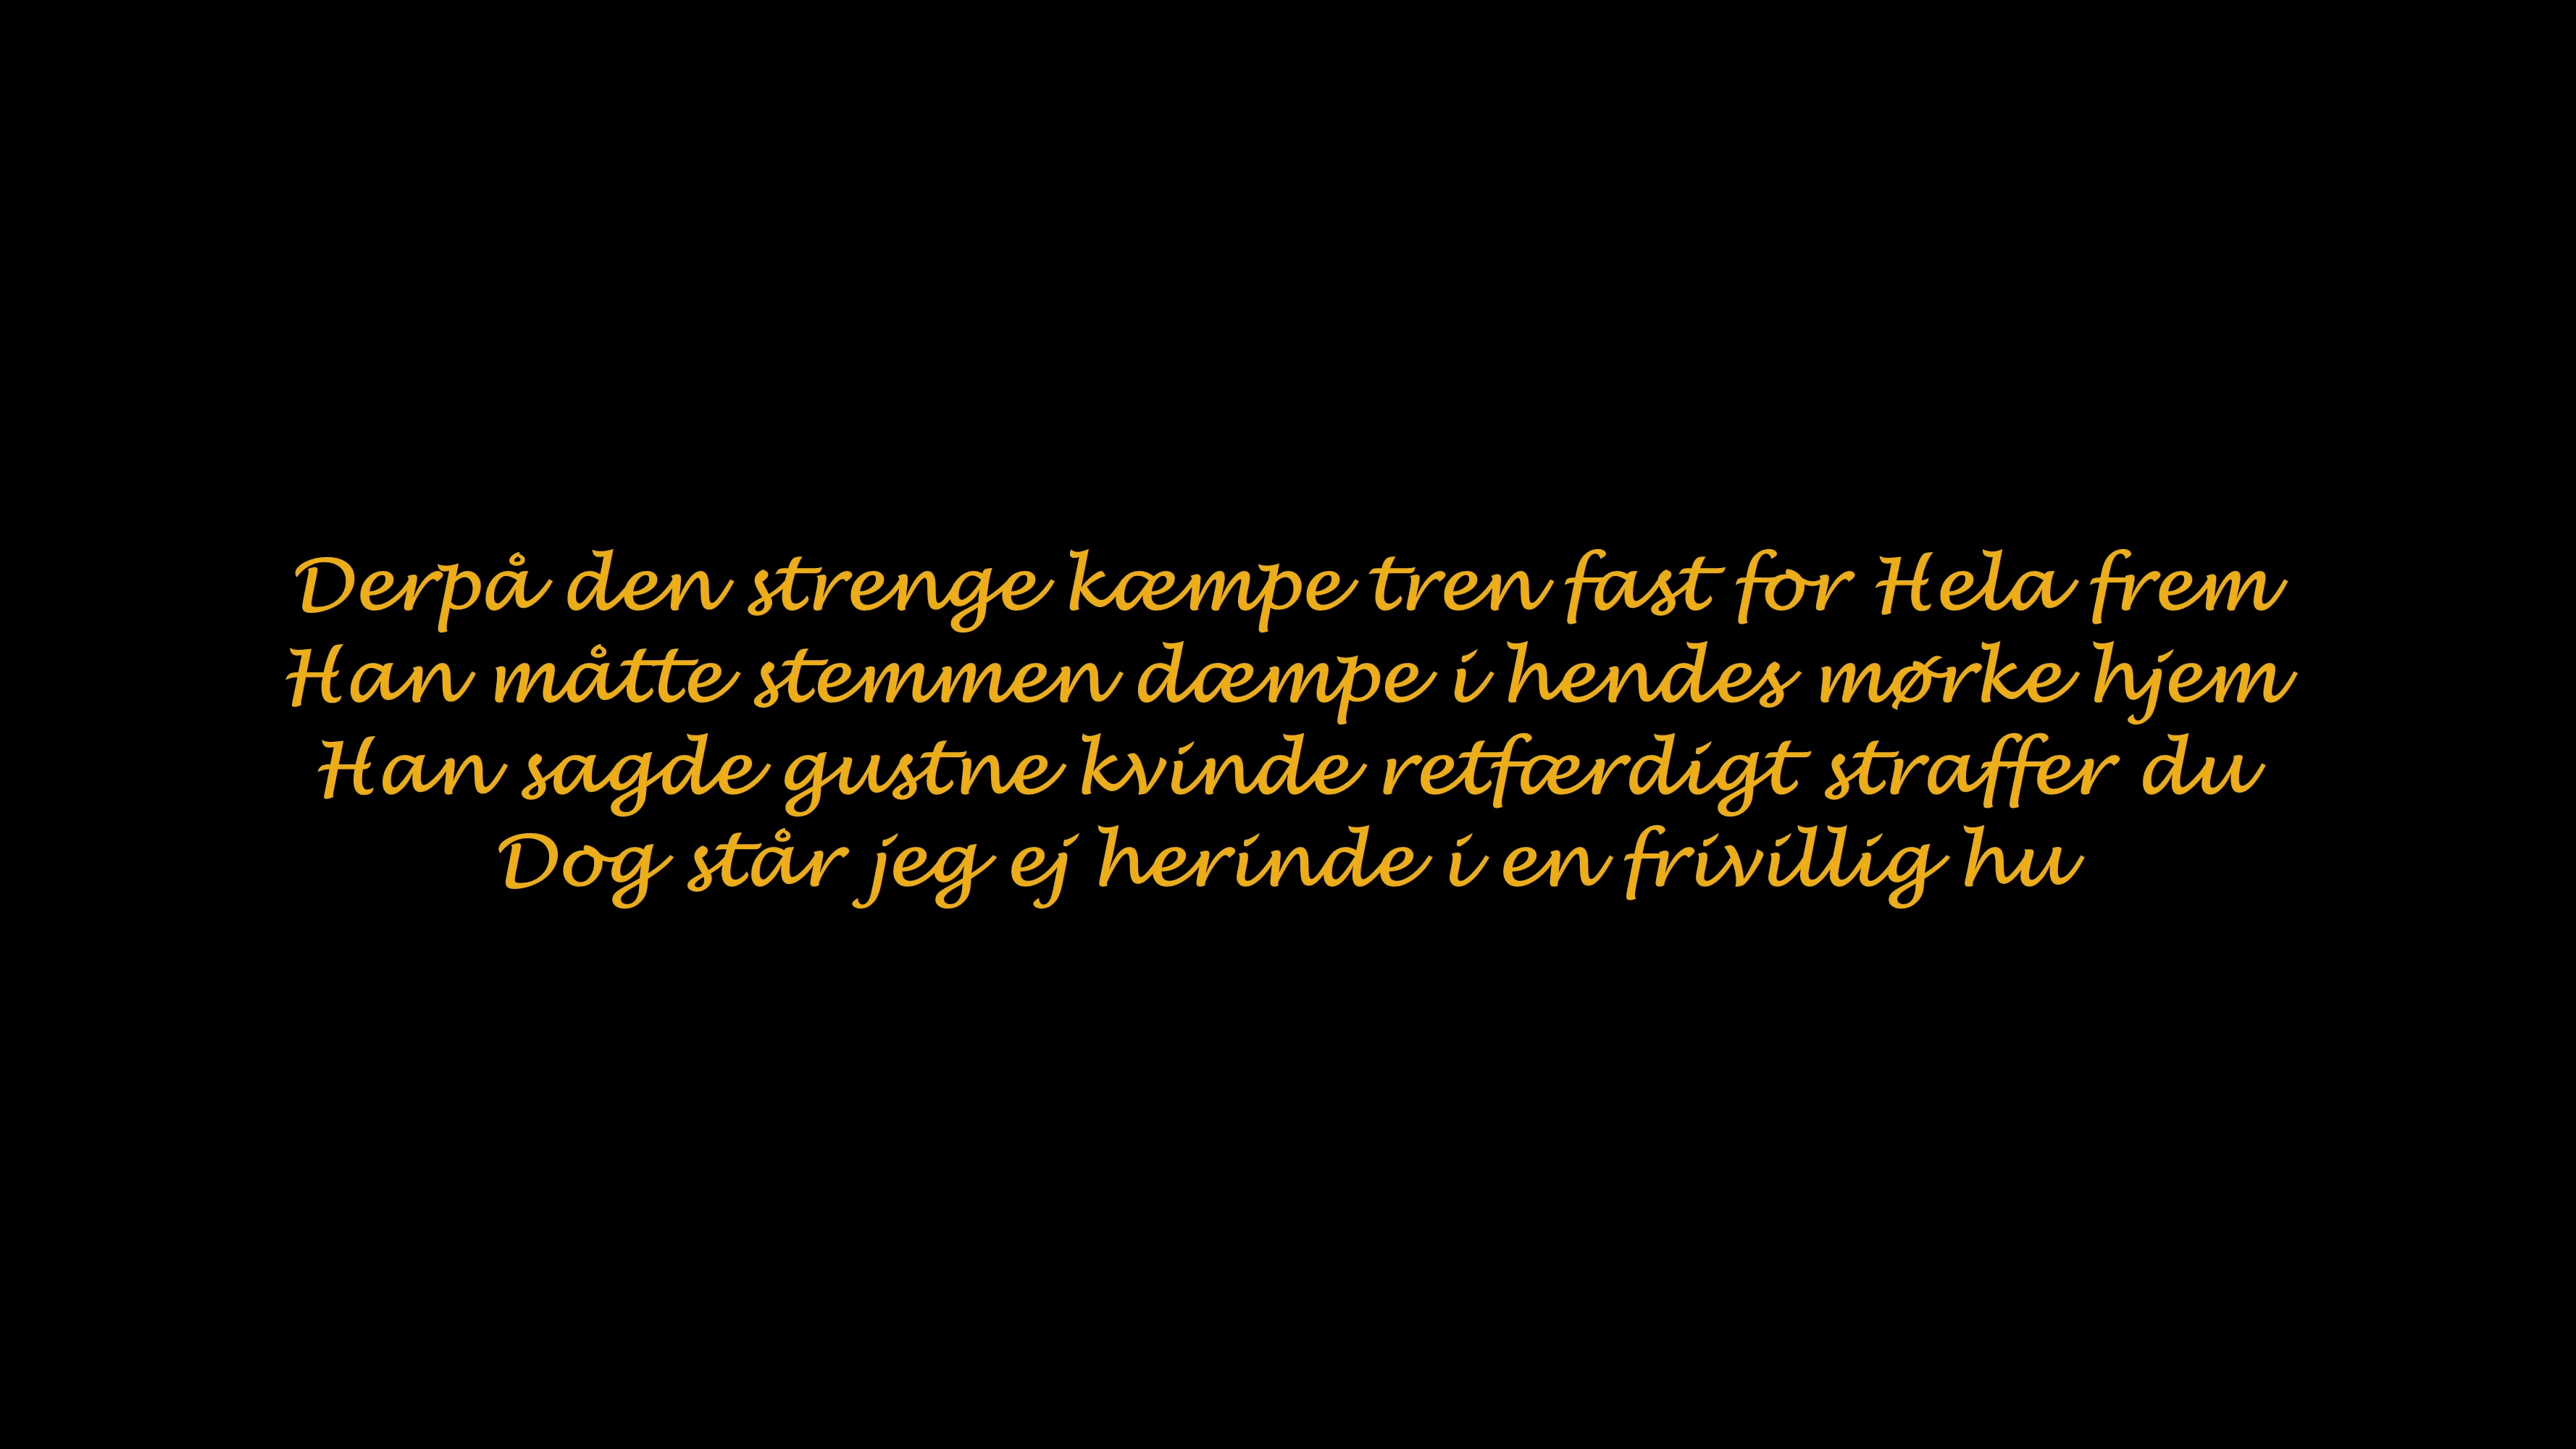 Derpå den strenge kæmpe tren fast for Hela frem
Han måtte stemmen dæmpe i hendes mørke hjem
Han sagde gustne kvinde retfærdigt straffer du
Dog står jeg ej herinde i en frivillig hu